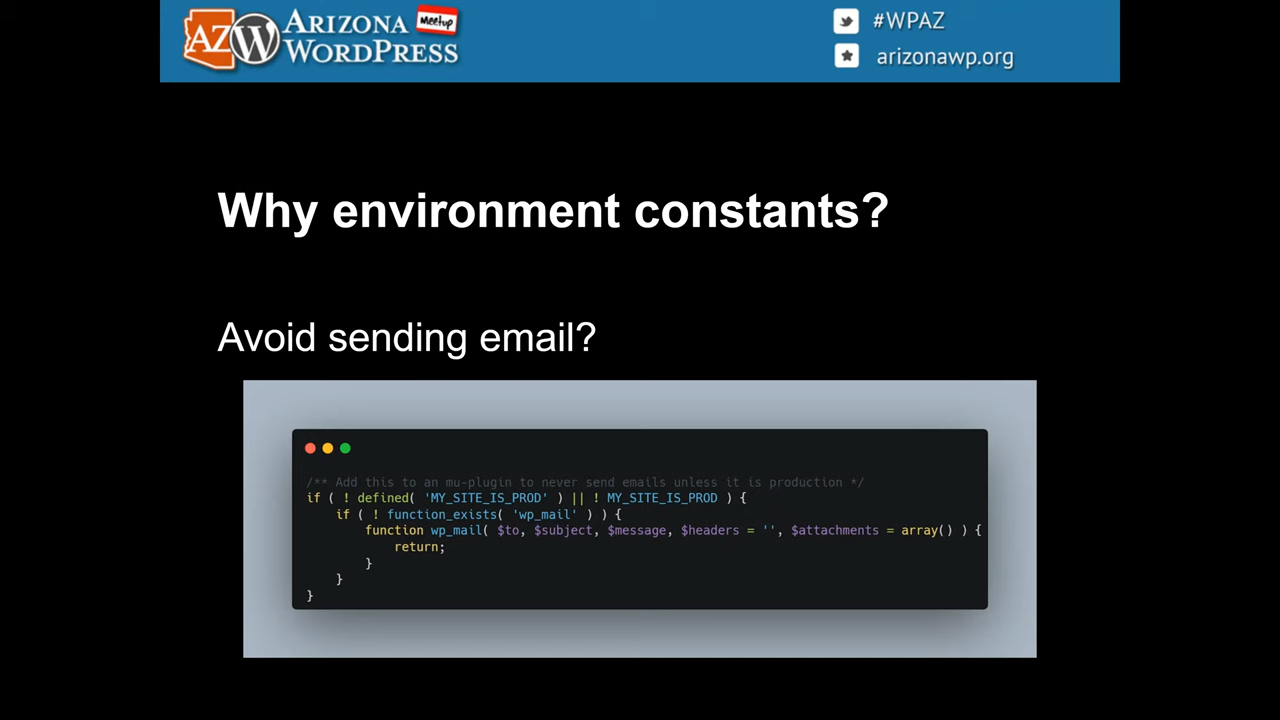 AZW ARIZONA Meetup
WORDPRESS
#WPAZ
arizonawp.org
Why environment constants?
Avoid sending email?
/** Add this to an mu-plugin to never send emails unless it is production */
if ( ! defined( 'MY_SITE_IS_PROD' ) || ! MY_SITE_IS_PROD ) {
    if ( ! function_exists( 'wp_mail' ) ) {
        function wp_mail( $to, $subject, $message, $headers = '', $attachments = array() ) {
            return;
        }
    }
}